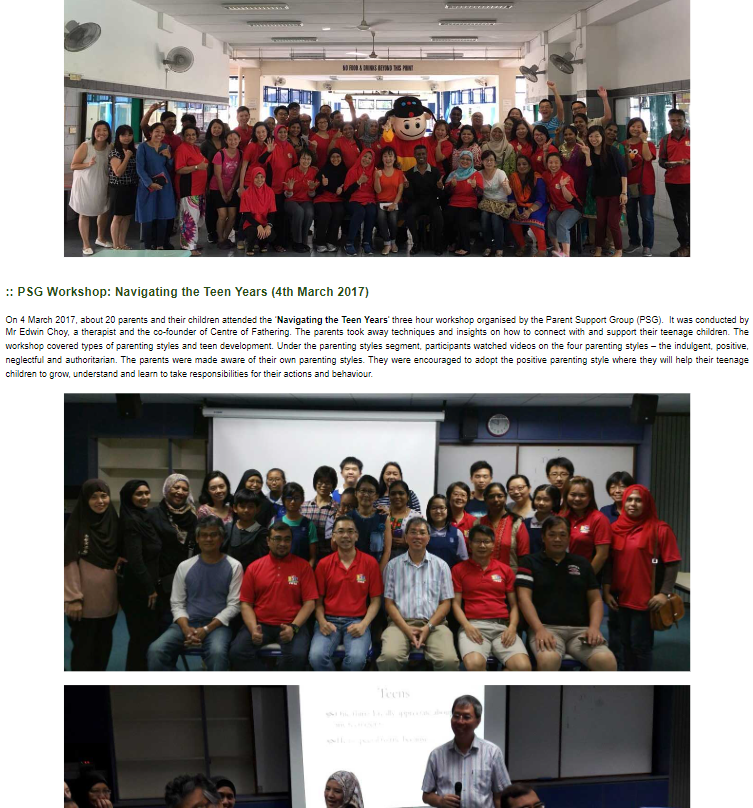 NO FOOD & DRINKS BEYOND THIS POINT
:: PSG Workshop: Navigating the Teen Years (4th March 2017)
On 4 March 2017, about 20 parents and their children attended the 'Navigating the Teen Years' three hour workshop organised by the Parent Support Group (PSG). It was conducted by
Mr Edwin Choy, a therapist and the co-founder of Centre of Fathering. The parents took away techniques and insights on how to connect with and support their teenage children. The
workshop covered types of parenting styles and teen development. Under the parenting styles segment, participants watched videos on the four parenting styles – the indulgent, positive,
neglectful and authoritarian. The parents were made aware of their own parenting styles. They were encouraged to adopt the positive parenting style where they will help their teenage
children to grow, understand and learn to take responsibilities for their actions and behaviour.
Teens